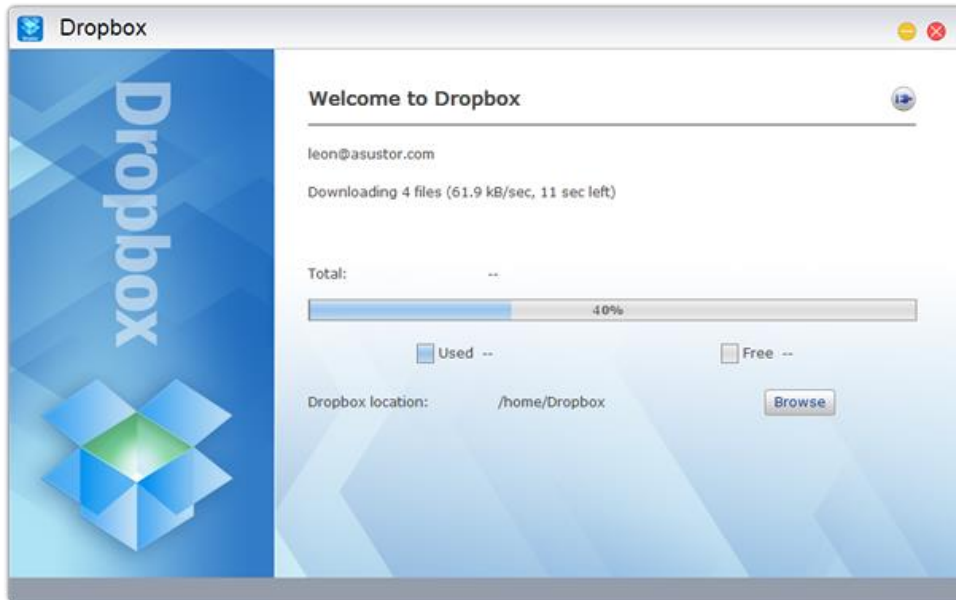 Dropbox
Dropbox
Welcome to Dropbox
leon@asustor.com
Downloading 4 files (61.9 kB/sec, 11 sec left)
Total: --
40%
Used -- Free --
Dropbox location: /home/Dropbox Browse